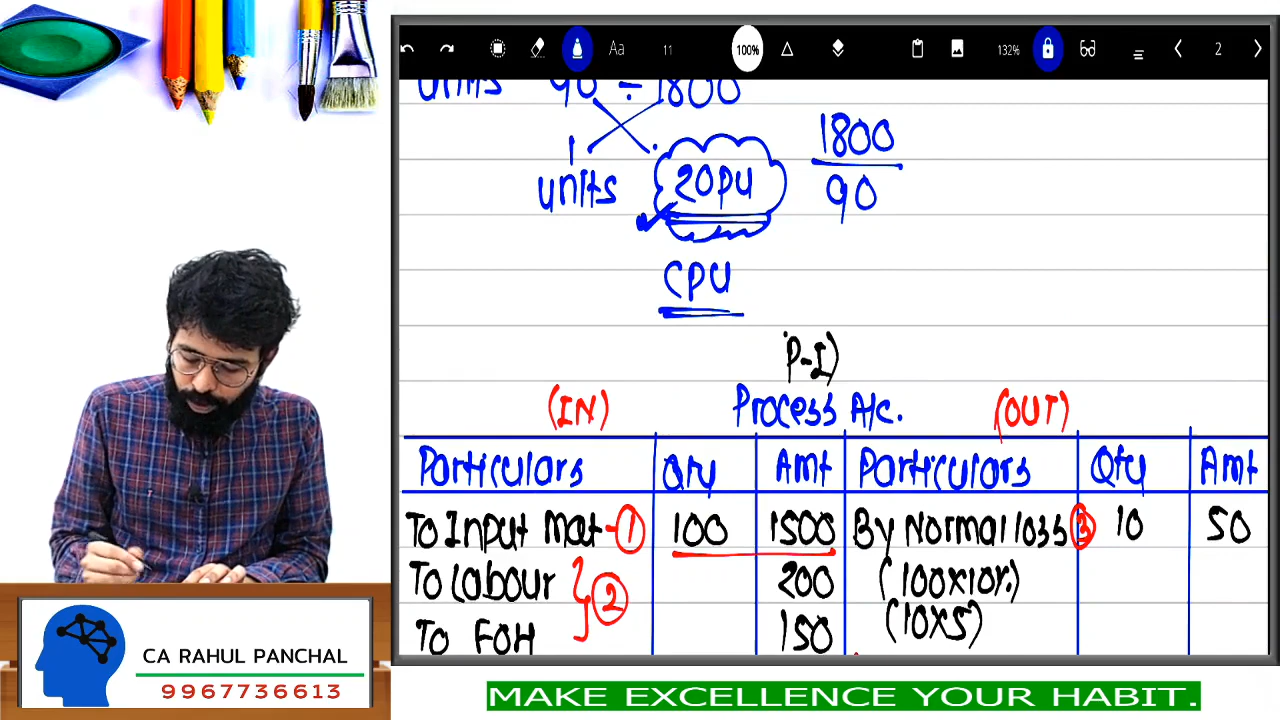 Aa 11 100% 132% 2
units 90 ÷ 1800
1800
90
1
units 20PU
CPU
P-I)
(IN) Process A/c. (OUT)
Particulars Qty Amt Particulars Qty Amt
To Input Mat - 1 100 1500 By Normal loss 3 10 50
To Labour 2 200 (100x10%)
To FOH 150 (10x5)
CA RAHUL PANCHAL
9967736613
MAKE EXCELLENCE YOUR HABIT.